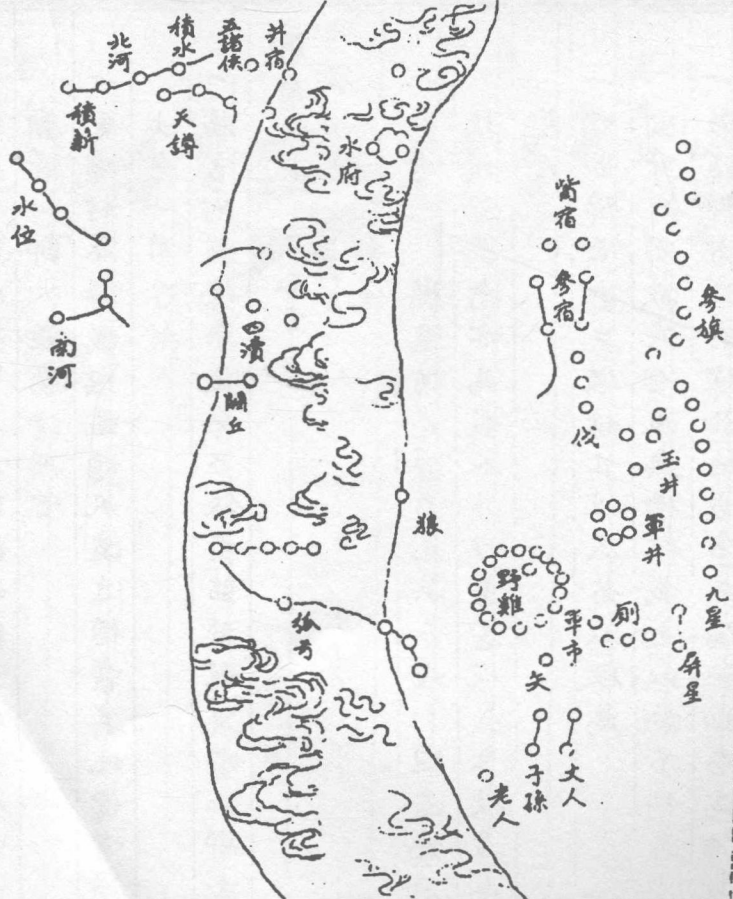 井宿
五諸侯
積水
北河
積薪
天鐏
水位
南河
水府
四瀆
闕丘
觜宿
參宿
參旗
伐
玉井
軍井
九星
狼
野雞
軍市
廁
屏星
?
矢
弧
丈人
子孫
老人